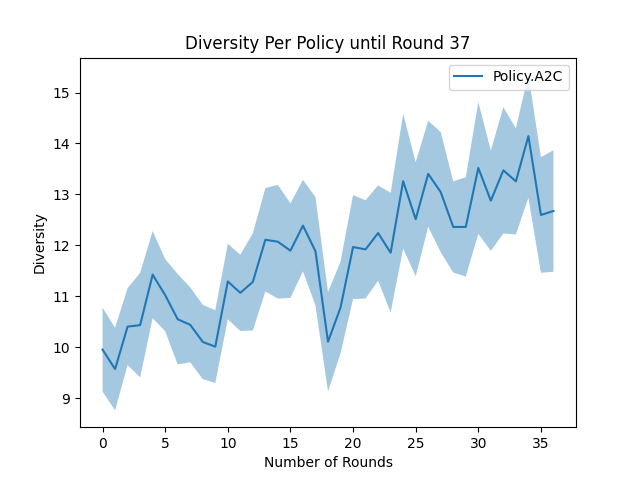 Diversity Per Policy until Round 37
Policy.A2C
15
14
13
12
11
10
9
Diversity
0 5 10 15 20 25 30 35
Number of Rounds